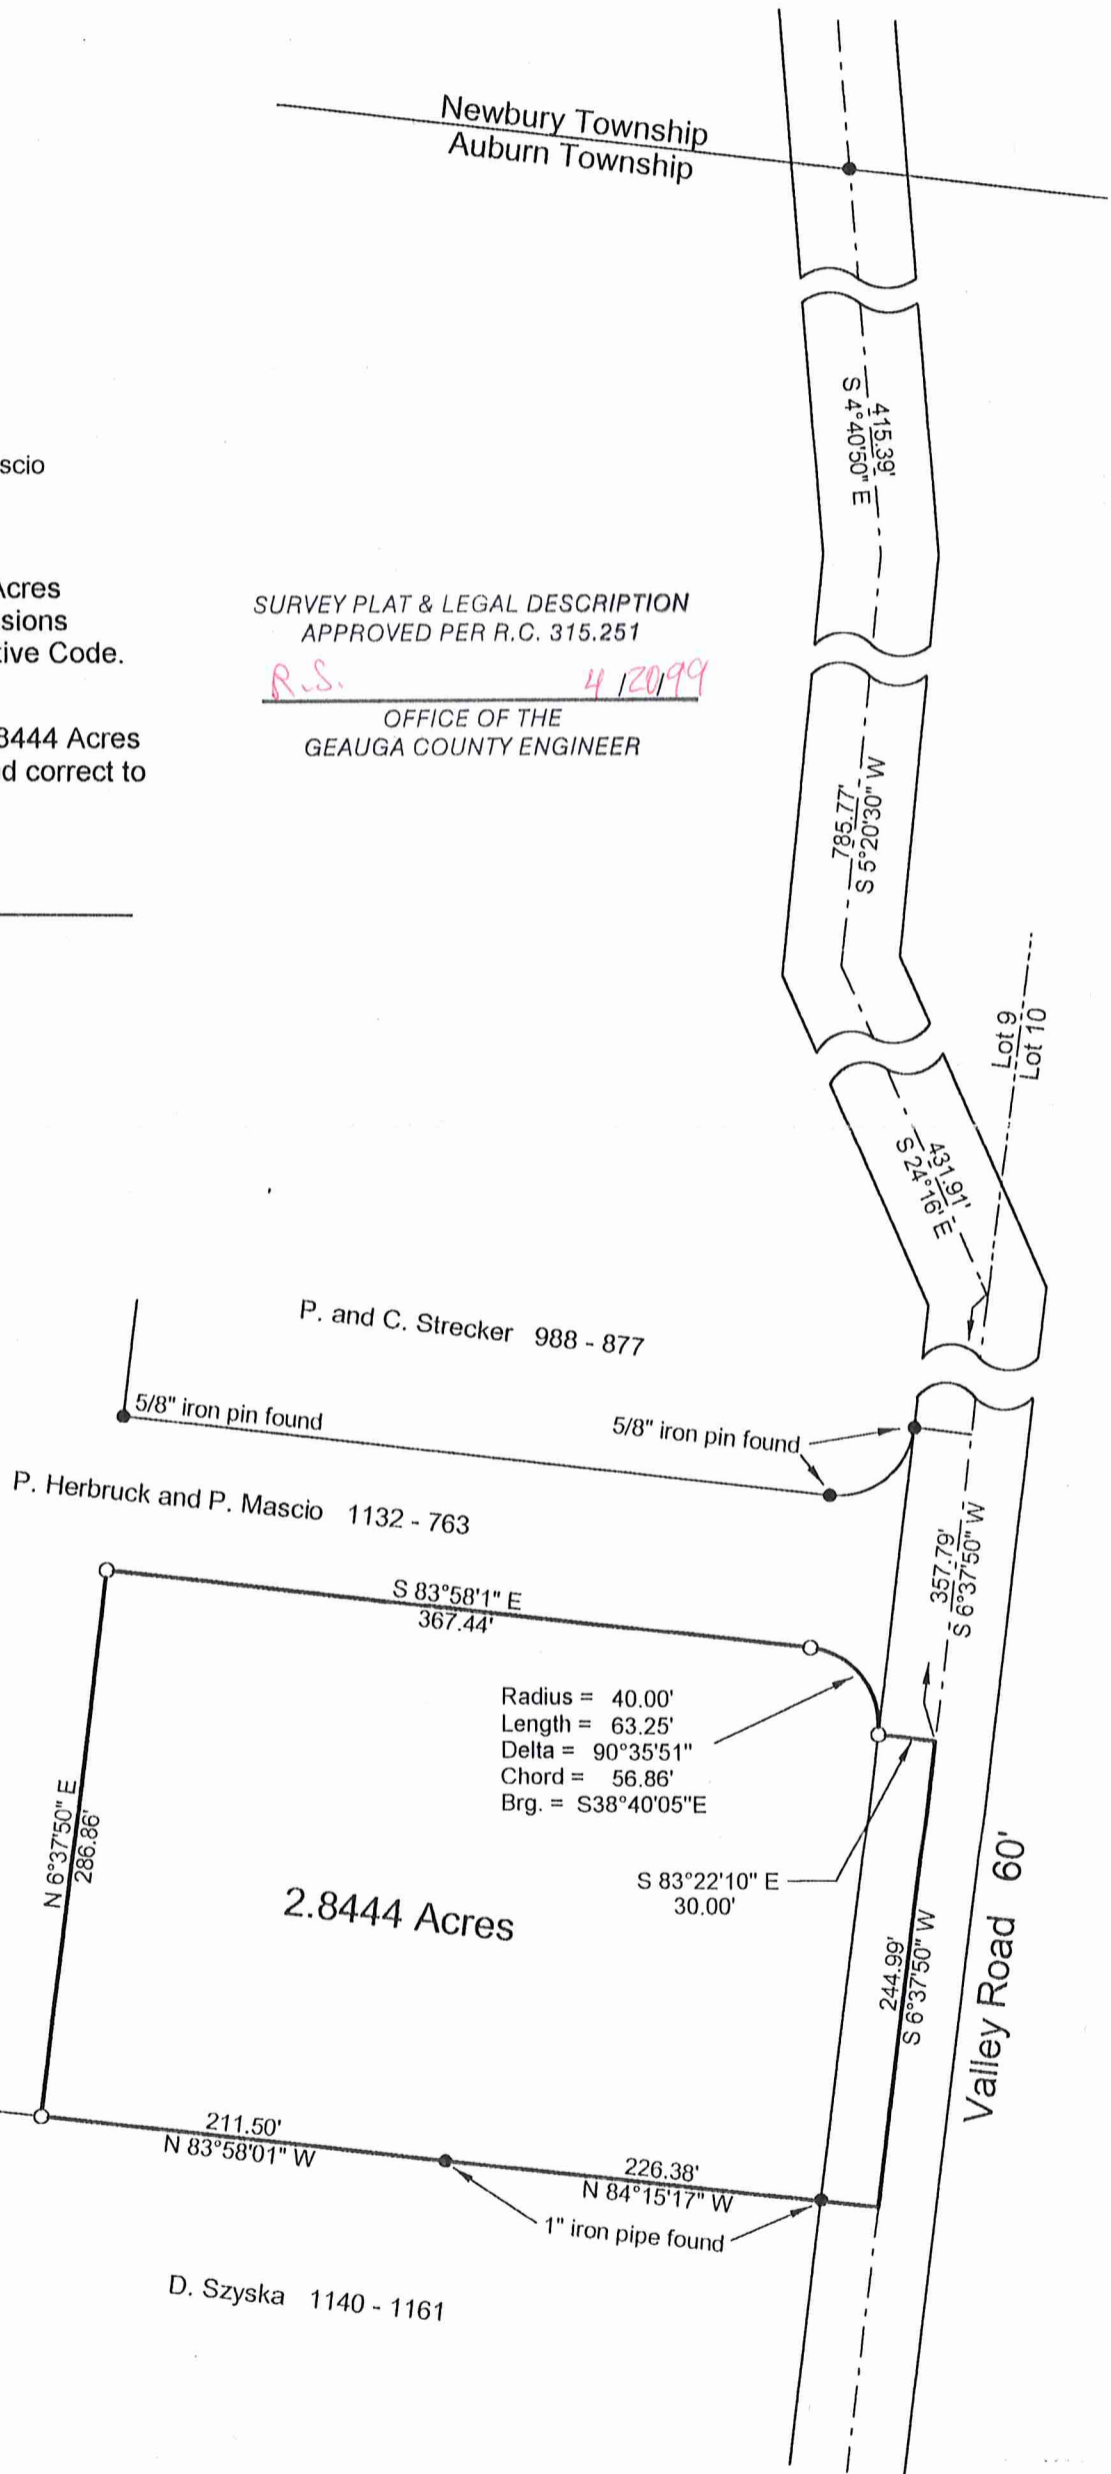 Newbury Township
Auburn Township
415.39'
S 4°40'50" E
scio
Acres
sions
tive Code.
SURVEY PLAT & LEGAL DESCRIPTION
APPROVED PER R.C. 315.251
R.S. 4/20/99
OFFICE OF THE
GEAUGA COUNTY ENGINEER
8444 Acres
d correct to
785.77'
S 5°20'30" W
Lot 9
Lot 10
431.91'
S 24°16' E
P. and C. Strecker 988 - 877
5/8" iron pin found
5/8" iron pin found
P. Herbruck and P. Mascio 1132 - 763
357.79'
S 6°37'50" W
S 83°58'1" E
367.44'
Radius = 40.00'
Length = 63.25'
Delta = 90°35'51"
Chord = 56.86'
Brg. = S38°40'05"E
N 6°37'50" E
286.86'
S 83°22'10" E
30.00'
2.8444 Acres
244.99'
S 6°37'50" W
Valley Road 60'
211.50'
N 83°58'01" W
226.38'
N 84°15'17" W
1" iron pipe found
D. Szyska 1140 - 1161